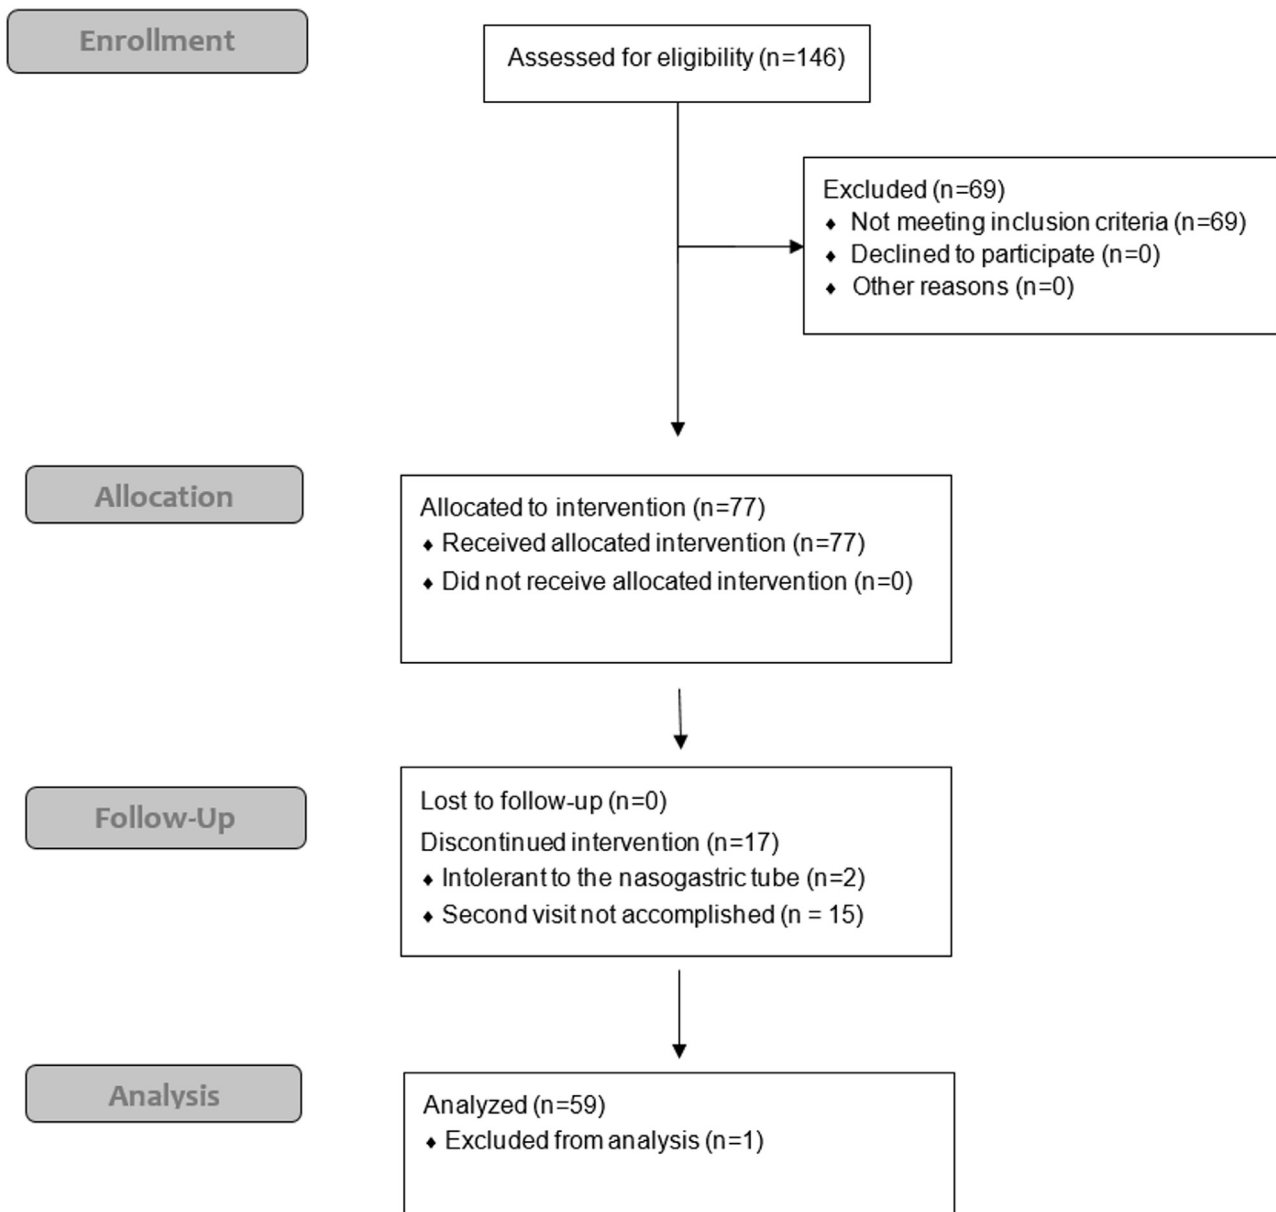 Enrollment
Assessed for eligibility (n=146)
Excluded (n=69)
♦ Not meeting inclusion criteria (n=69)
♦ Declined to participate (n=0)
♦ Other reasons (n=0)
Allocation
Allocated to intervention (n=77)
♦ Received allocated intervention (n=77)
♦ Did not receive allocated intervention (n=0)
Follow-Up
Lost to follow-up (n=0)
Discontinued intervention (n=17)
♦ Intolerant to the nasogastric tube (n=2)
♦ Second visit not accomplished (n = 15)
Analysis
Analyzed (n=59)
♦ Excluded from analysis (n=1)